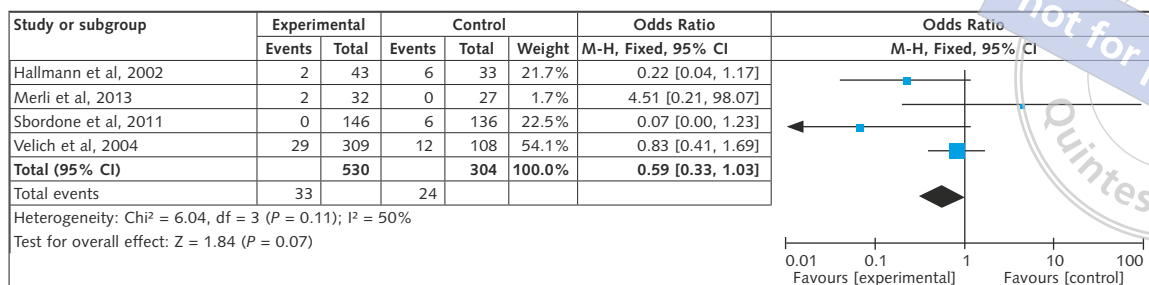 Study or subgroup Experimental Control Odds Ratio Odds Ratio
Events Total Events Total Weight M-H, Fixed, 95% CI M-H, Fixed, 95% CI
Hallmann et al, 2002 2 43 6 33 21.7% 0.22 [0.04, 1.17]
Merli et al, 2013 2 32 0 27 1.7% 4.51 [0.21, 98.07]
Sbordone et al, 2011 0 146 6 136 22.5% 0.07 [0.00, 1.23]
Velich et al, 2004 29 309 12 108 54.1% 0.83 [0.41, 1.69]
Total (95% CI) 530 304 100.0% 0.59 [0.33, 1.03]
Total events 33 24
Heterogeneity: Chi² = 6.04, df = 3 (P = 0.11); I² = 50%
Test for overall effect: Z = 1.84 (P = 0.07)
0.01 0.1 1 10 100
Favours [experimental] Favours [control]
not for
Quintes